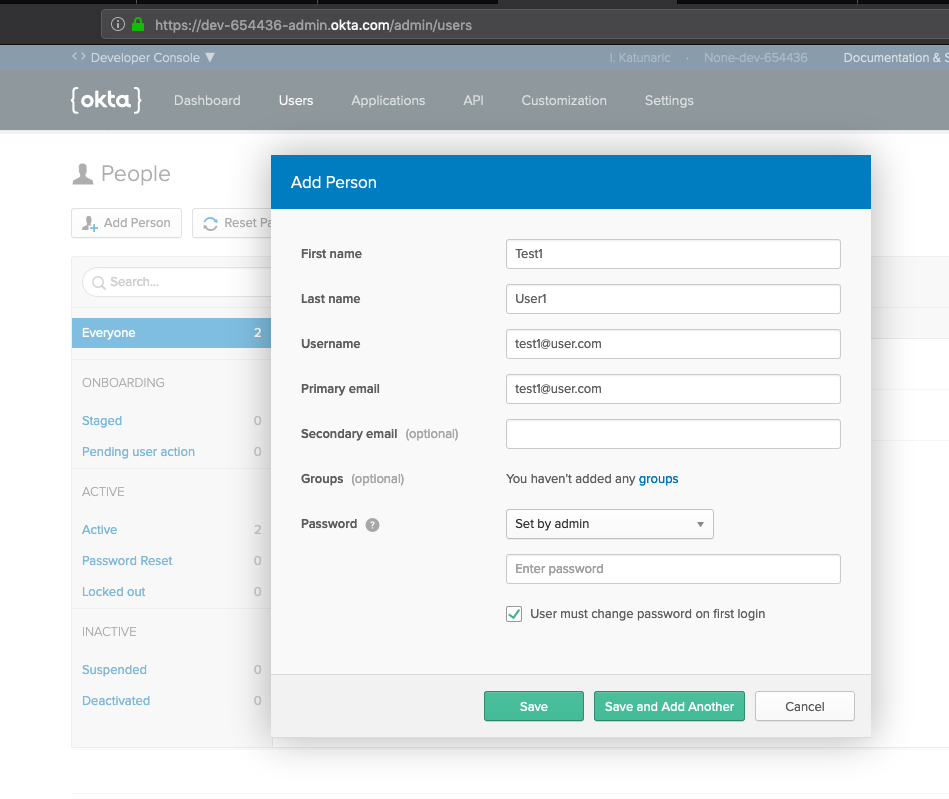 https://dev-654436-admin.okta.com/admin/users
<> Developer Console ▼ I. Katunaric · None-dev-654436 Documentation &
{okta} Dashboard Users Applications API Customization Settings
People
Add Person
Reset
Search...
Everyone 2
ONBOARDING
Staged 0
Pending user action 0
ACTIVE
Active 2
Password Reset 0
Locked out 0
INACTIVE
Suspended 0
Deactivated 0
Add Person
First name Test1
Last name User1
Username test1@user.com
Primary email test1@user.com
Secondary email (optional)
Groups (optional) You haven't added any groups
Password ? Set by admin
Enter password
User must change password on first login
Save Save and Add Another Cancel